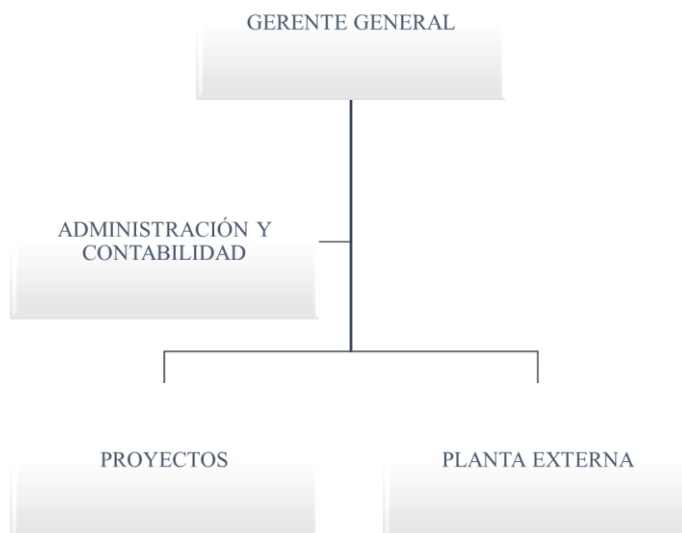 GERENTE GENERAL
ADMINISTRACIÓN Y
CONTABILIDAD
PROYECTOS
PLANTA EXTERNA